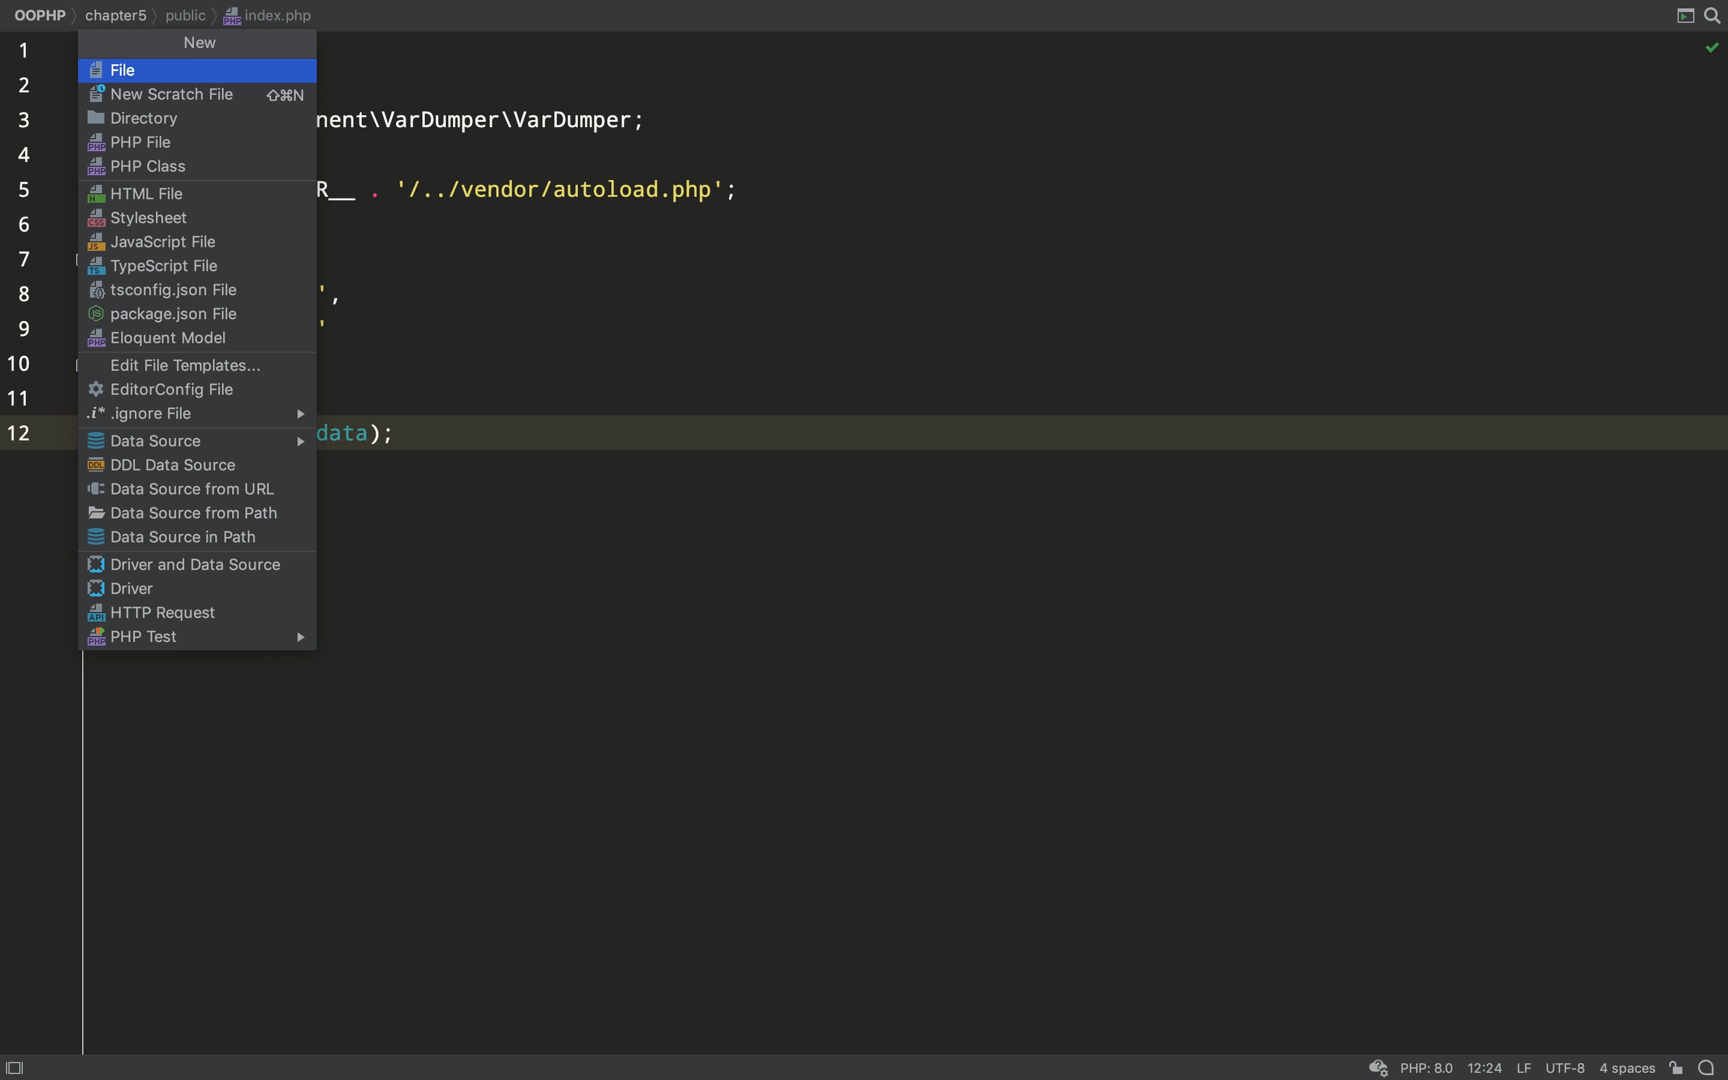 OOPHP chapter5 public index.php
New
File
New Scratch File ⇧⌘N
Directory
PHP File
PHP Class
HTML File
Stylesheet
JavaScript File
TypeScript File
tsconfig.json File
package.json File
Eloquent Model
Edit File Templates...
EditorConfig File
.i* .ignore File
Data Source
DDL Data Source
Data Source from URL
Data Source from Path
Data Source in Path
Driver and Data Source
Driver
HTTP Request
PHP Test
1
2
3 nent\VarDumper\VarDumper;
4
5 R__ . '/../vendor/autoload.php';
6
7
8 ',
9 '
10
11
12 data);
PHP: 8.0 12:24 LF UTF-8 4 spaces